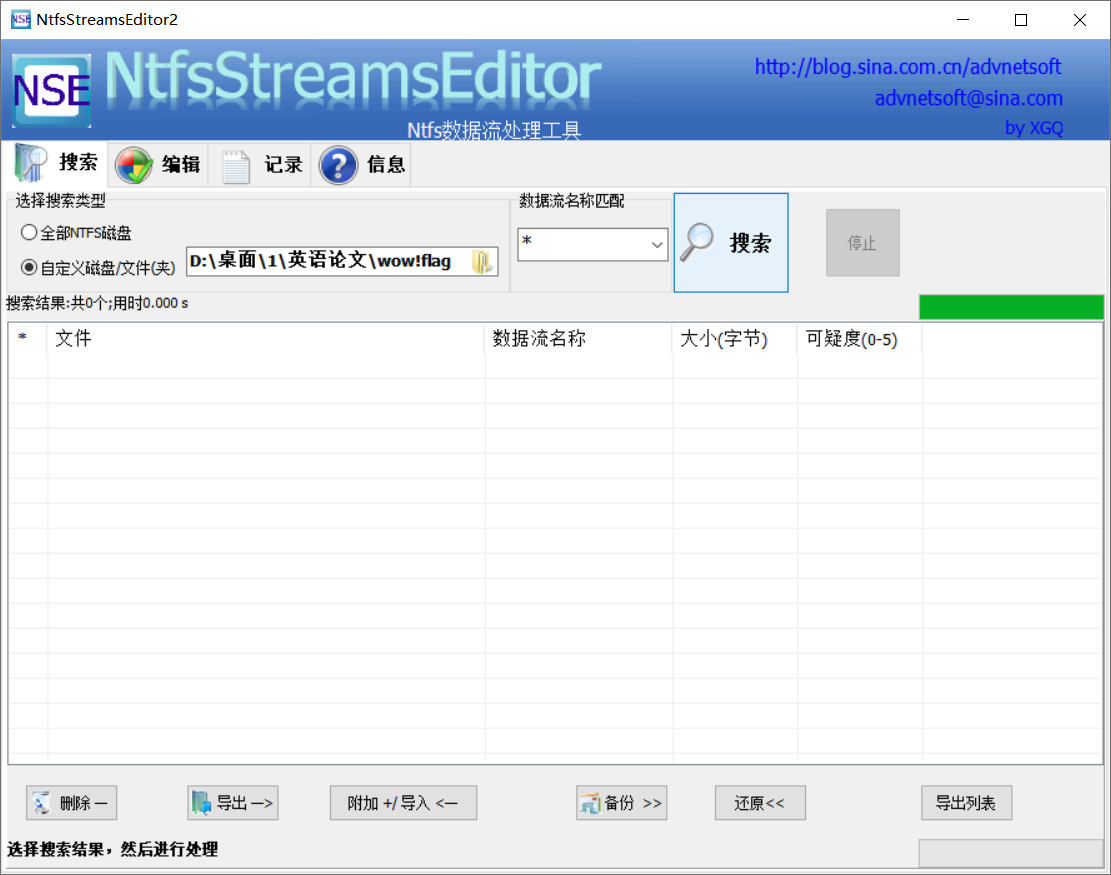 NSE NtfsStreamsEditor2
NSE
NtfsStreamsEditor
Ntfs数据流处理工具
http://blog.sina.com.cn/advnetsoft
advnetsoft@sina.com
by XGQ
搜索 编辑 记录 信息
选择搜索类型
全部NTFS磁盘
自定义磁盘/文件(夹)
D:\桌面\1\英语论文\wow!flag
数据流名称匹配
*
搜索
停止
搜索结果:共0个;用时0.000 s
* 文件 数据流名称 大小(字节) 可疑度(0-5)
删除 — 导出 —> 附加 +/导入 <— 备份 >> 还原<< 导出列表
选择搜索结果，然后进行处理